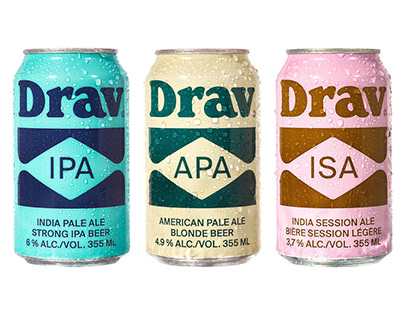 Drav
IPA
INDIA PALE ALE
STRONG IPA BEER
6 % ALC./VOL. 355 ML
Drav
APA
AMERICAN PALE ALE
BLONDE BEER
4.9 % ALC./VOL. 355 ML
Drav
ISA
INDIA SESSION ALE
BIÈRE SESSION LÉGÈRE
3,7 % ALC./VOL. 355 ML